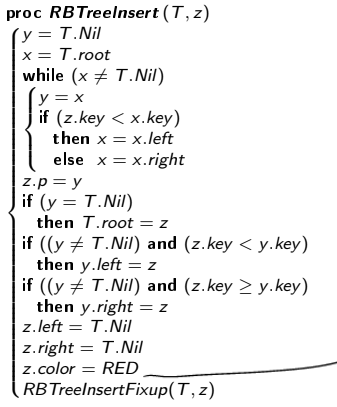 proc RBTreeInsert (T, z)
y = T.Nil
x = T.root
while (x ≠ T.Nil)
y = x
if (z.key < x.key)
then x = x.left
else x = x.right
z.p = y
if (y = T.Nil)
then T.root = z
if ((y ≠ T.Nil) and (z.key < y.key)
then y.left = z
if ((y ≠ T.Nil) and (z.key ≥ y.key)
then y.right = z
z.left = T.Nil
z.right = T.Nil
z.color = RED
RBTreeInsertFixup(T, z)